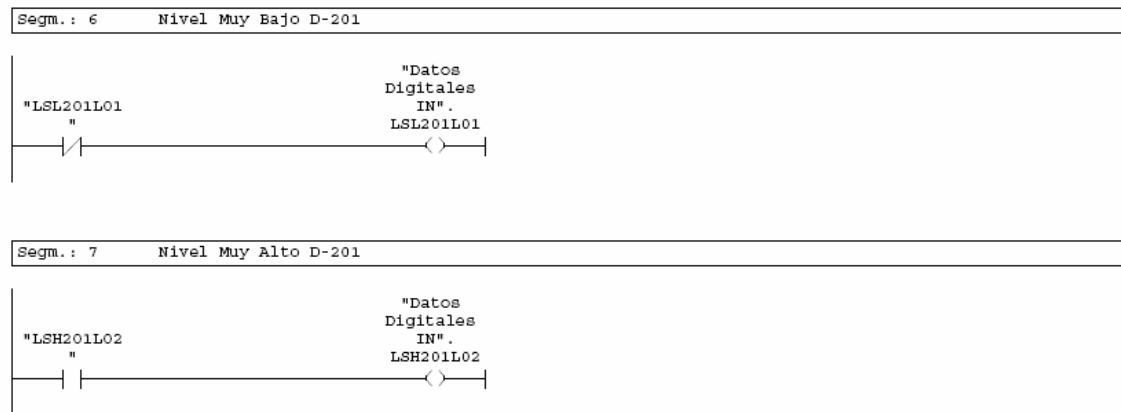 Segm.: 6 Nivel Muy Bajo D-201
"Datos
Digitales
"LSL201L01 IN".
" LSL201L01
Segm.: 7 Nivel Muy Alto D-201
"Datos
Digitales
"LSH201L02 IN".
" LSH201L02